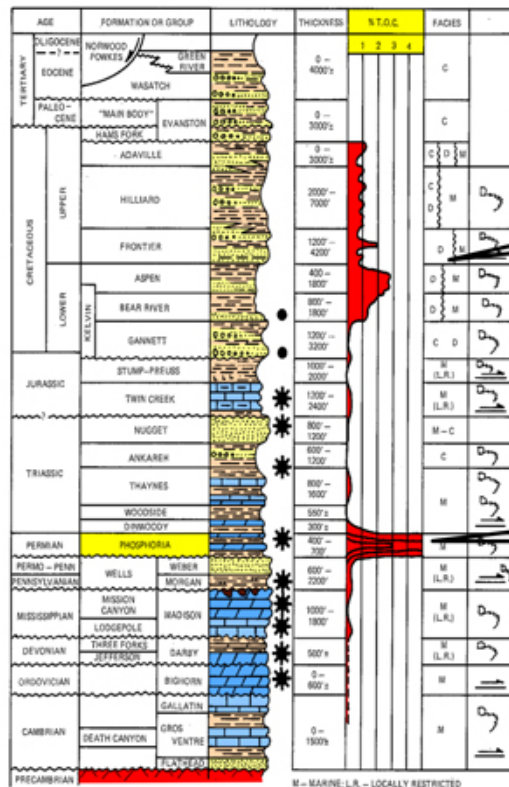 AGE FORMATION OR GROUP LITHOLOGY THICKNESS % T.O.C. FACIES
1 2 3 4
TERTIARY
OLIGOCENE
?
EOCENE
NORWOOD
FOWKES
GREEN
RIVER
WASATCH
0 –
4000'±
C
PALEO–
CENE
"MAIN BODY"
EVANSTON
0 –
3000'±
C
HAMS FORK
CRETACEOUS
UPPER
ADAVILLE
0 –
3000'±
C D M
HILLIARD
2000' –
7000'
C
D
M
D
FRONTIER
1200' –
4200'
D M
D
LOWER
ASPEN
400 –
1800'
D M
D
KELVIN
BEAR RIVER
800' –
1800'
D M
D
GANNETT
1200' –
3200'
C D
D
JURASSIC
STUMP–PREUSS
1000' –
2000'
M
(L.R.)
D
TWIN CREEK
1200' –
2400'
M
(L.R.)
D
?
TRIASSIC
NUGGET
800' –
1200'
M – C
ANKAREH
600' –
1200'
C
D
THAYNES
800' –
1600'
M
D
WOODSIDE
550'±
DINWOODY
300'±
D
PERMIAN
PHOSPHORIA
400' –
700'
M
D
PERMO – PENN
PENNSYLVANIAN
WELLS
WEBER
MORGAN
600' –
2200'
M
(L.R.)
MISSISSIPPIAN
MISSION
CANYON
LODGEPOLE
MADISON
1000' –
1800'
M
(L.R.)
D
DEVONIAN
THREE FORKS
JEFFERSON
DARBY
500'±
M
(L.R.)
D
ORDOVICIAN
BIGHORN
0 –
600'±
M
CAMBRIAN
GALLATIN
DEATH CANYON
GROS
VENTRE
FLATHEAD
0 –
1500'±
M
D
PRECAMBRIAN
M – MARINE; L.R. – LOCALLY RESTRICTED